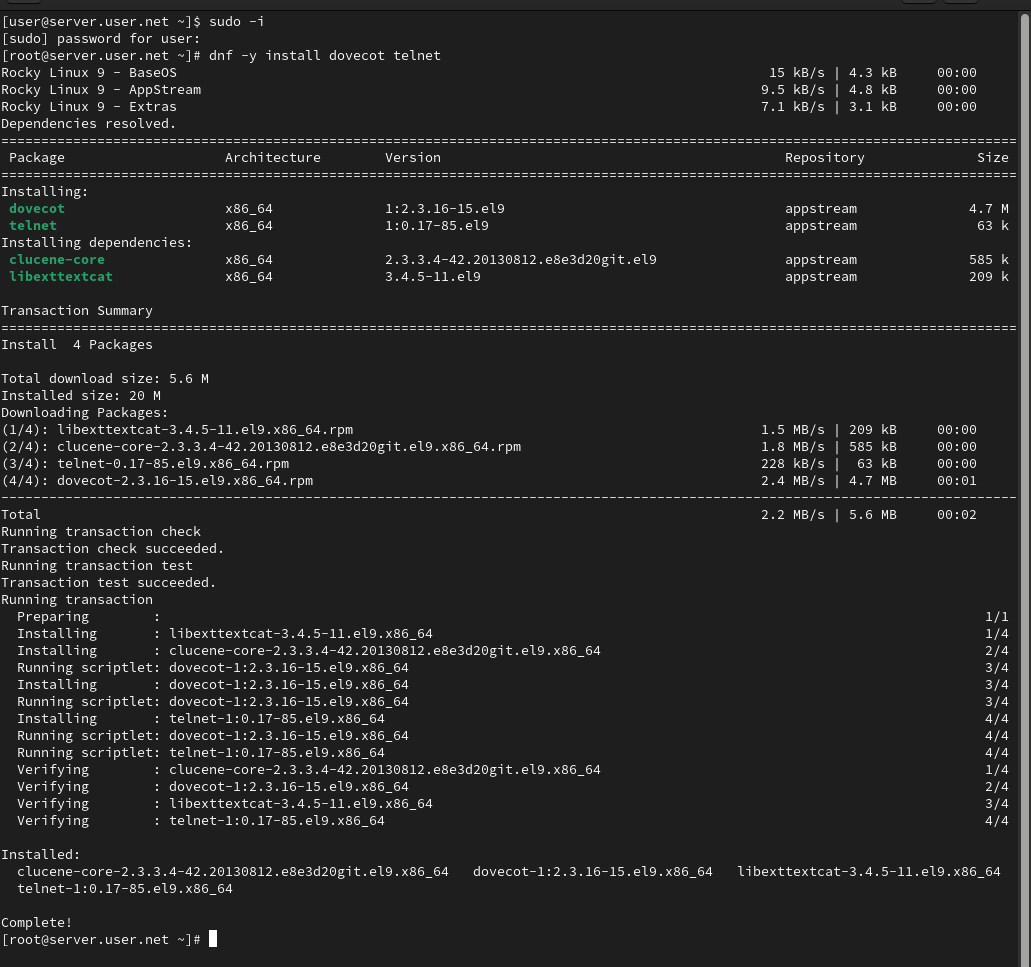 [user@server.user.net ~]$ sudo -i
[sudo] password for user:
[root@server.user.net ~]# dnf -y install dovecot telnet
Rocky Linux 9 - BaseOS                                                                          15 kB/s | 4.3 kB     00:00
Rocky Linux 9 - AppStream                                                                      9.5 kB/s | 4.8 kB     00:00
Rocky Linux 9 - Extras                                                                         7.1 kB/s | 3.1 kB     00:00
Dependencies resolved.
===============================================================================================================================
 Package                    Architecture        Version                                           Repository              Size
===============================================================================================================================
Installing:
 dovecot                    x86_64              1:2.3.16-15.el9                                   appstream              4.7 M
 telnet                     x86_64              1:0.17-85.el9                                     appstream               63 k
Installing dependencies:
 clucene-core               x86_64              2.3.3.4-42.20130812.e8e3d20git.el9                appstream              585 k
 libexttextcat              x86_64              3.4.5-11.el9                                      appstream              209 k

Transaction Summary
===============================================================================================================================
Install  4 Packages

Total download size: 5.6 M
Installed size: 20 M
Downloading Packages:
(1/4): libexttextcat-3.4.5-11.el9.x86_64.rpm                                                   1.5 MB/s | 209 kB     00:00
(2/4): clucene-core-2.3.3.4-42.20130812.e8e3d20git.el9.x86_64.rpm                              1.8 MB/s | 585 kB     00:00
(3/4): telnet-0.17-85.el9.x86_64.rpm                                                           228 kB/s |  63 kB     00:00
(4/4): dovecot-2.3.16-15.el9.x86_64.rpm                                                        2.4 MB/s | 4.7 MB     00:01
-------------------------------------------------------------------------------------------------------------------------------
Total                                                                                          2.2 MB/s | 5.6 MB     00:02
Running transaction check
Transaction check succeeded.
Running transaction test
Transaction test succeeded.
Running transaction
  Preparing        :                                                                                                       1/1
  Installing       : libexttextcat-3.4.5-11.el9.x86_64                                                                     1/4
  Installing       : clucene-core-2.3.3.4-42.20130812.e8e3d20git.el9.x86_64                                                2/4
  Running scriptlet: dovecot-1:2.3.16-15.el9.x86_64                                                                        3/4
  Installing       : dovecot-1:2.3.16-15.el9.x86_64                                                                        3/4
  Running scriptlet: dovecot-1:2.3.16-15.el9.x86_64                                                                        3/4
  Installing       : telnet-1:0.17-85.el9.x86_64                                                                           4/4
  Running scriptlet: dovecot-1:2.3.16-15.el9.x86_64                                                                        4/4
  Running scriptlet: telnet-1:0.17-85.el9.x86_64                                                                           4/4
  Verifying        : clucene-core-2.3.3.4-42.20130812.e8e3d20git.el9.x86_64                                                1/4
  Verifying        : dovecot-1:2.3.16-15.el9.x86_64                                                                        2/4
  Verifying        : libexttextcat-3.4.5-11.el9.x86_64                                                                     3/4
  Verifying        : telnet-1:0.17-85.el9.x86_64                                                                           4/4

Installed:
  clucene-core-2.3.3.4-42.20130812.e8e3d20git.el9.x86_64   dovecot-1:2.3.16-15.el9.x86_64   libexttextcat-3.4.5-11.el9.x86_64
  telnet-1:0.17-85.el9.x86_64

Complete!
[root@server.user.net ~]#